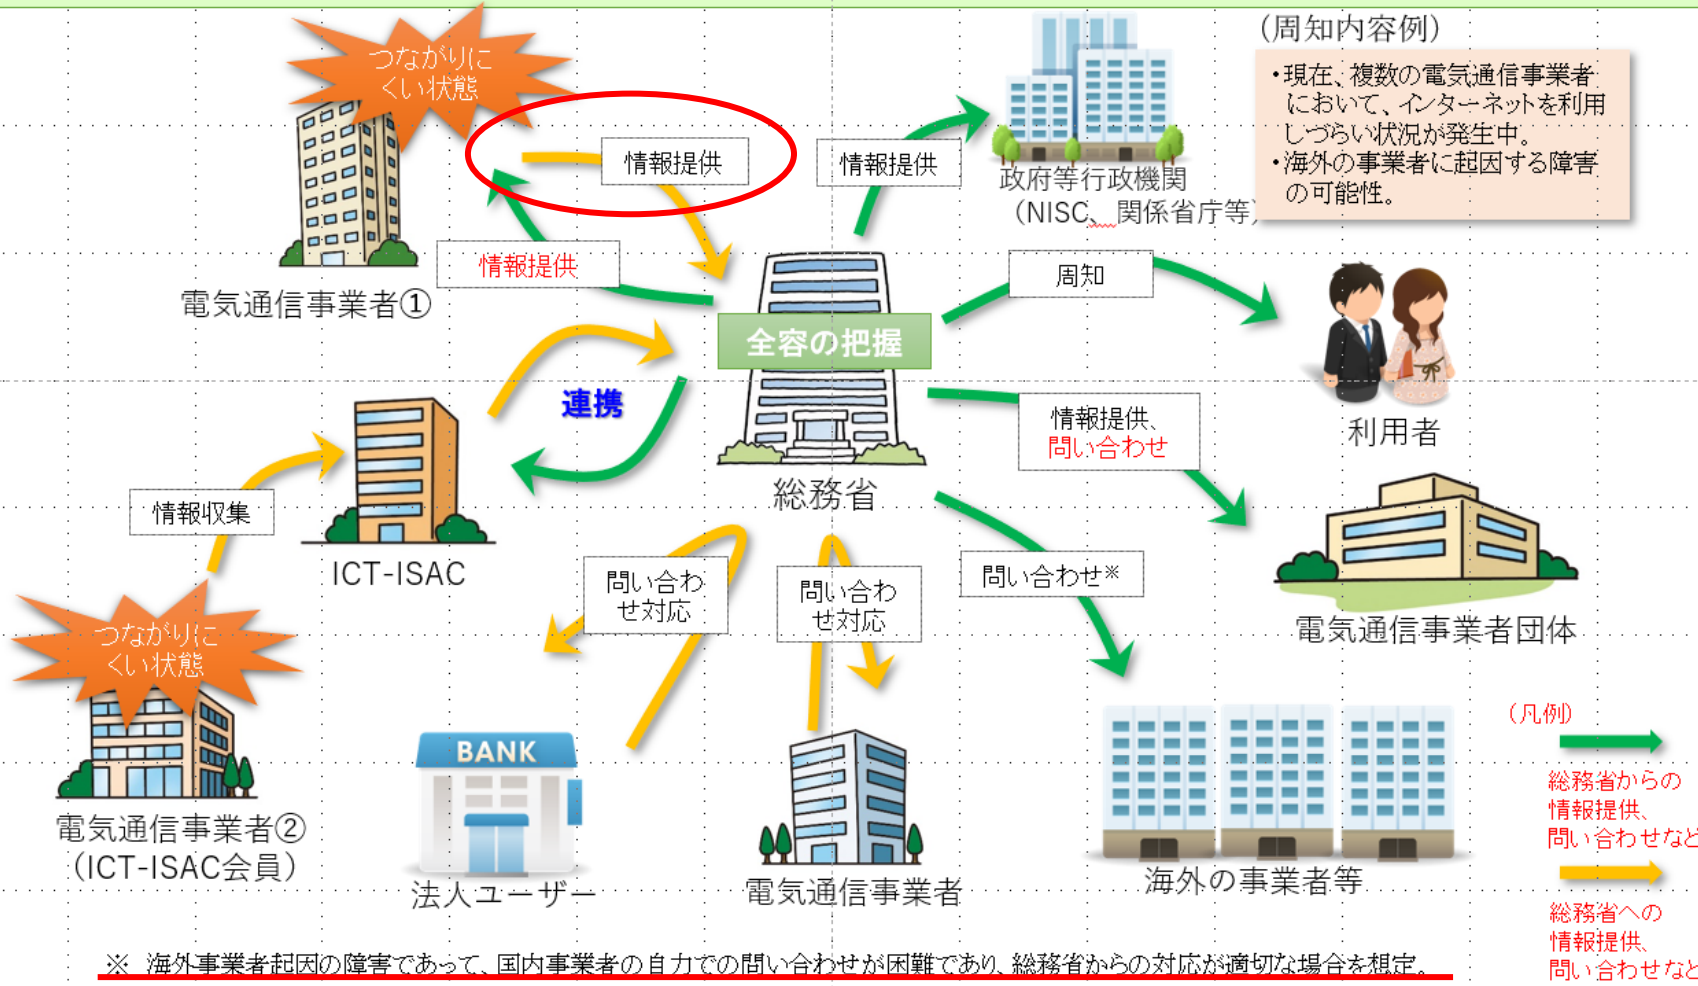 つながりに
くい状態
情報提供
情報提供
電気通信事業者①
情報提供
政府等行政機関
（NISC、関係省庁等）
（周知内容例）
・現在、複数の電気通信事業者
において、インターネットを利用
しづらい状況が発生中。
・海外の事業者に起因する障害
の可能性。
周知
利用者
全容の把握
総務省
連携
情報提供、
問い合わせ
電気通信事業者団体
情報収集
ICT-ISAC
つながりに
くい状態
電気通信事業者②
（ICT-ISAC会員）
問い合わ
せ対応
問い合わ
せ対応
問い合わせ※
BANK
法人ユーザー
電気通信事業者
海外の事業者等
（凡例）
総務省からの
情報提供、
問い合わせなど
総務省への
情報提供、
問い合わせなど
※ 海外事業者起因の障害であって、国内事業者の自力での問い合わせが困難であり、総務省からの対応が適切な場合を想定。